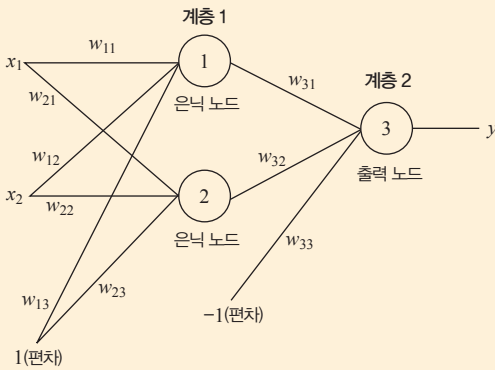 계층 1
x1
w11
1
w31
계층 2
w21
은닉 노드
3
y
w12
w32
출력 노드
x2
w22
2
은닉 노드
w33
w13
w23
−1(편차)
1(편차)